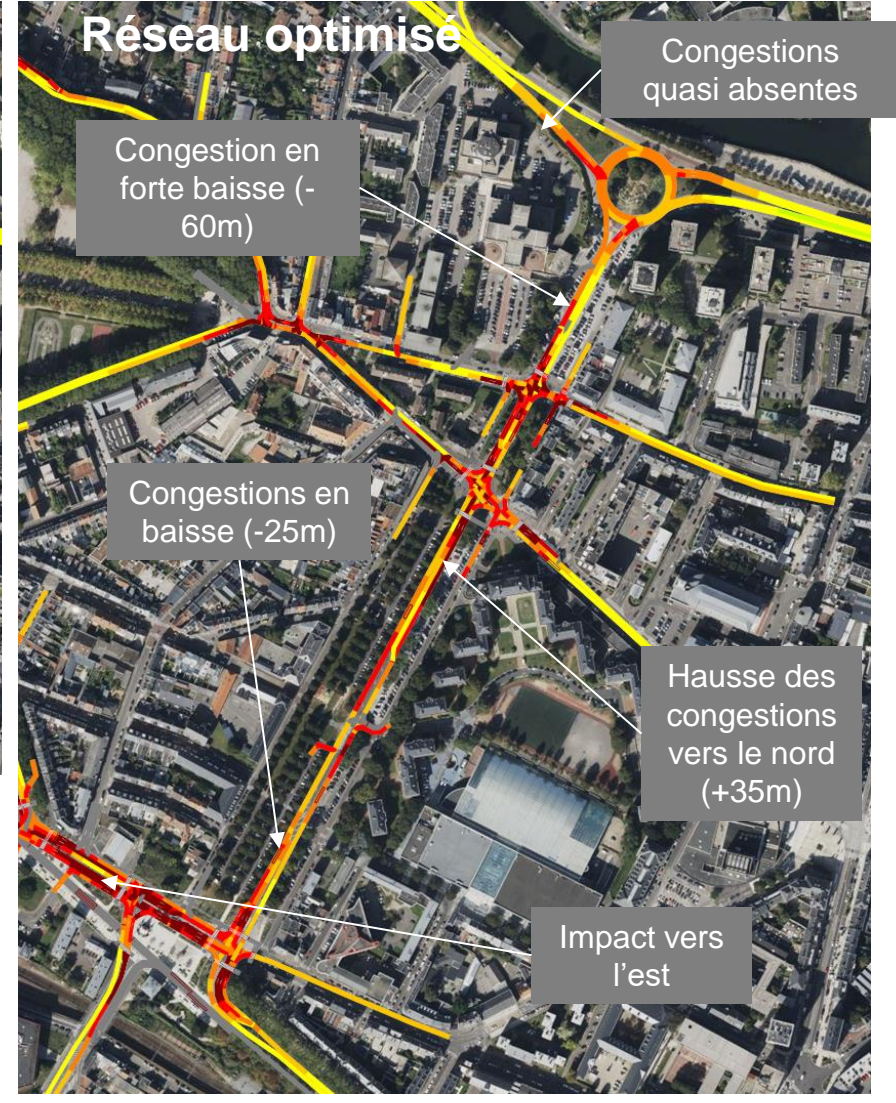 Réseau optimisé
Congestions
quasi absentes
Congestion en
forte baisse (-
60m)
Congestions en
baisse (-25m)
Hausse des
congestions
vers le nord
(+35m)
Impact vers
l’est